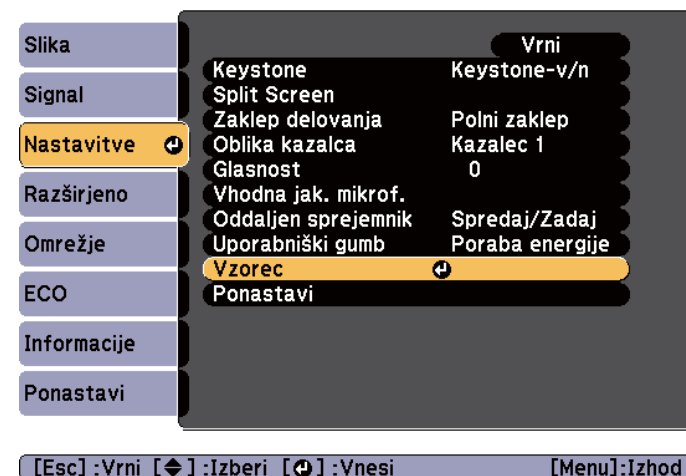 Slika
Signal
Nastavitve
Razširjeno
Omrežje
ECO
Informacije
Ponastavi
Vrni
Keystone Keystone-v/n
Split Screen
Zaklep delovanja Polni zaklep
Oblika kazalca Kazalec 1
Glasnost 0
Vhodna jak. mikrof.
Oddaljen sprejemnik Spredaj/Zadaj
Uporabniški gumb Poraba energije
Vzorec
Ponastavi
[Esc]:Vrni [◆]:Izberi [⏎]:Vnesi [Menu]:Izhod